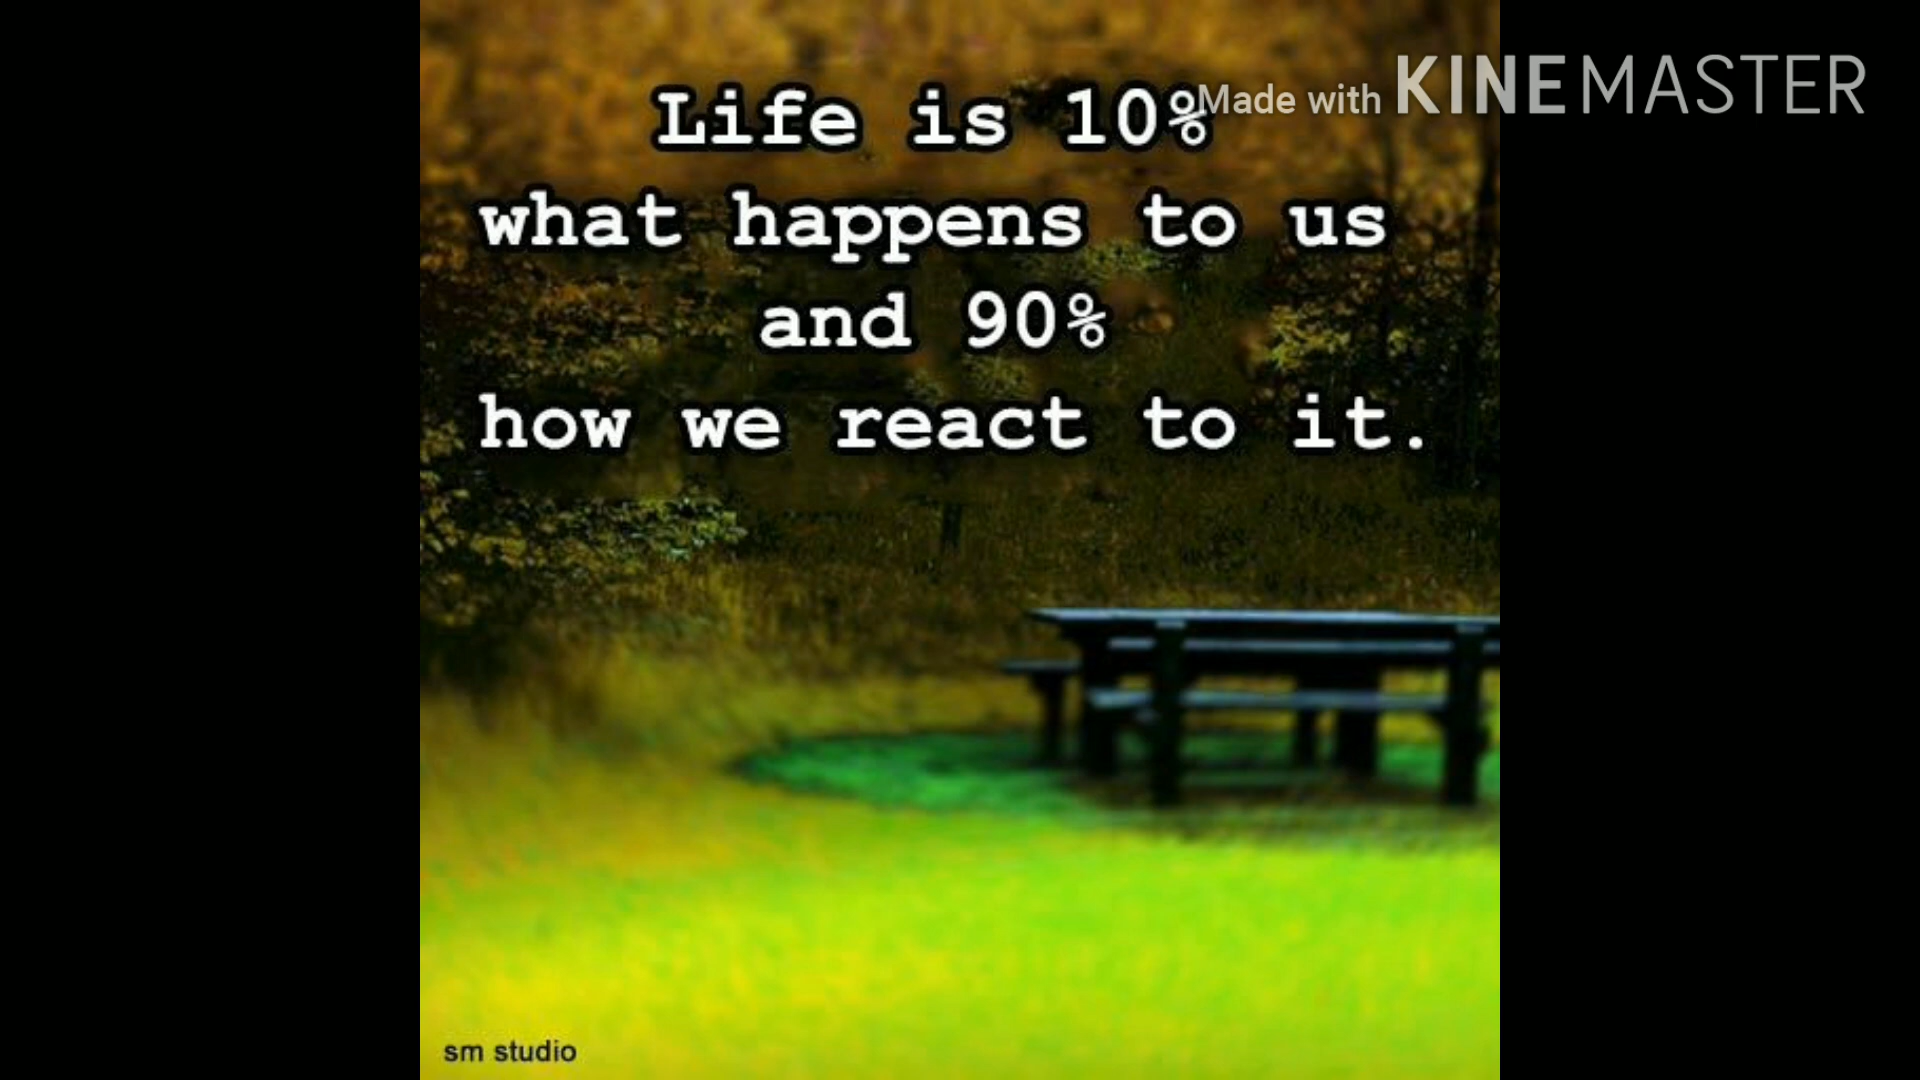 Life is 10%
Made with KINEMASTER
what happens to us
and 90%
how we react to it.
sm studio